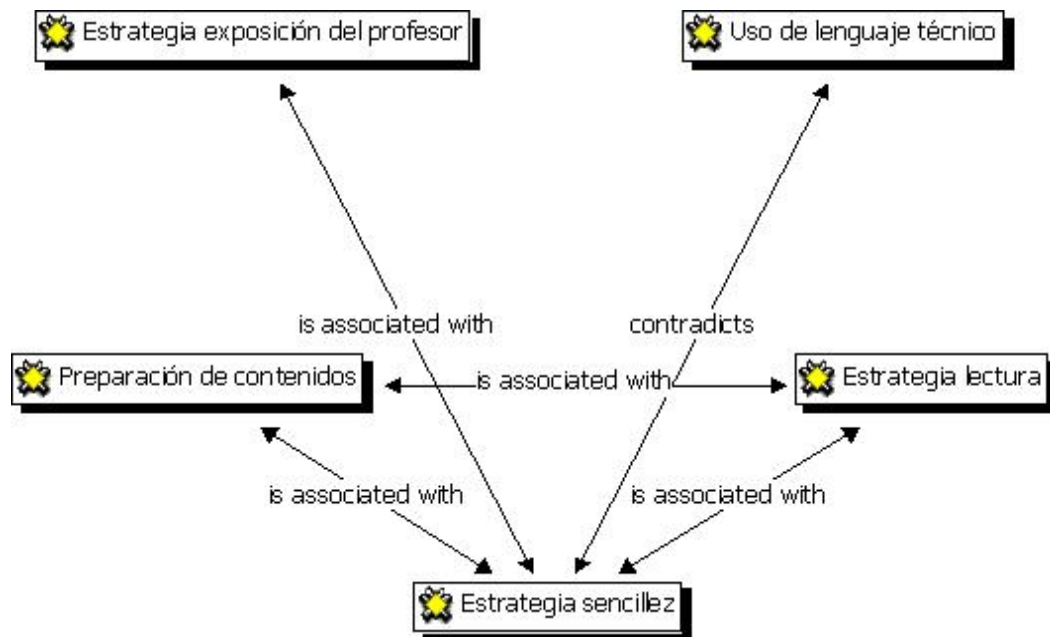 Estrategia exposición del profesor
Uso de lenguaje técnico
is associated with
contradicts
Preparación de contenidos
is associated with
Estrategia lectura
is associated with
is associated with
Estrategia sencillez